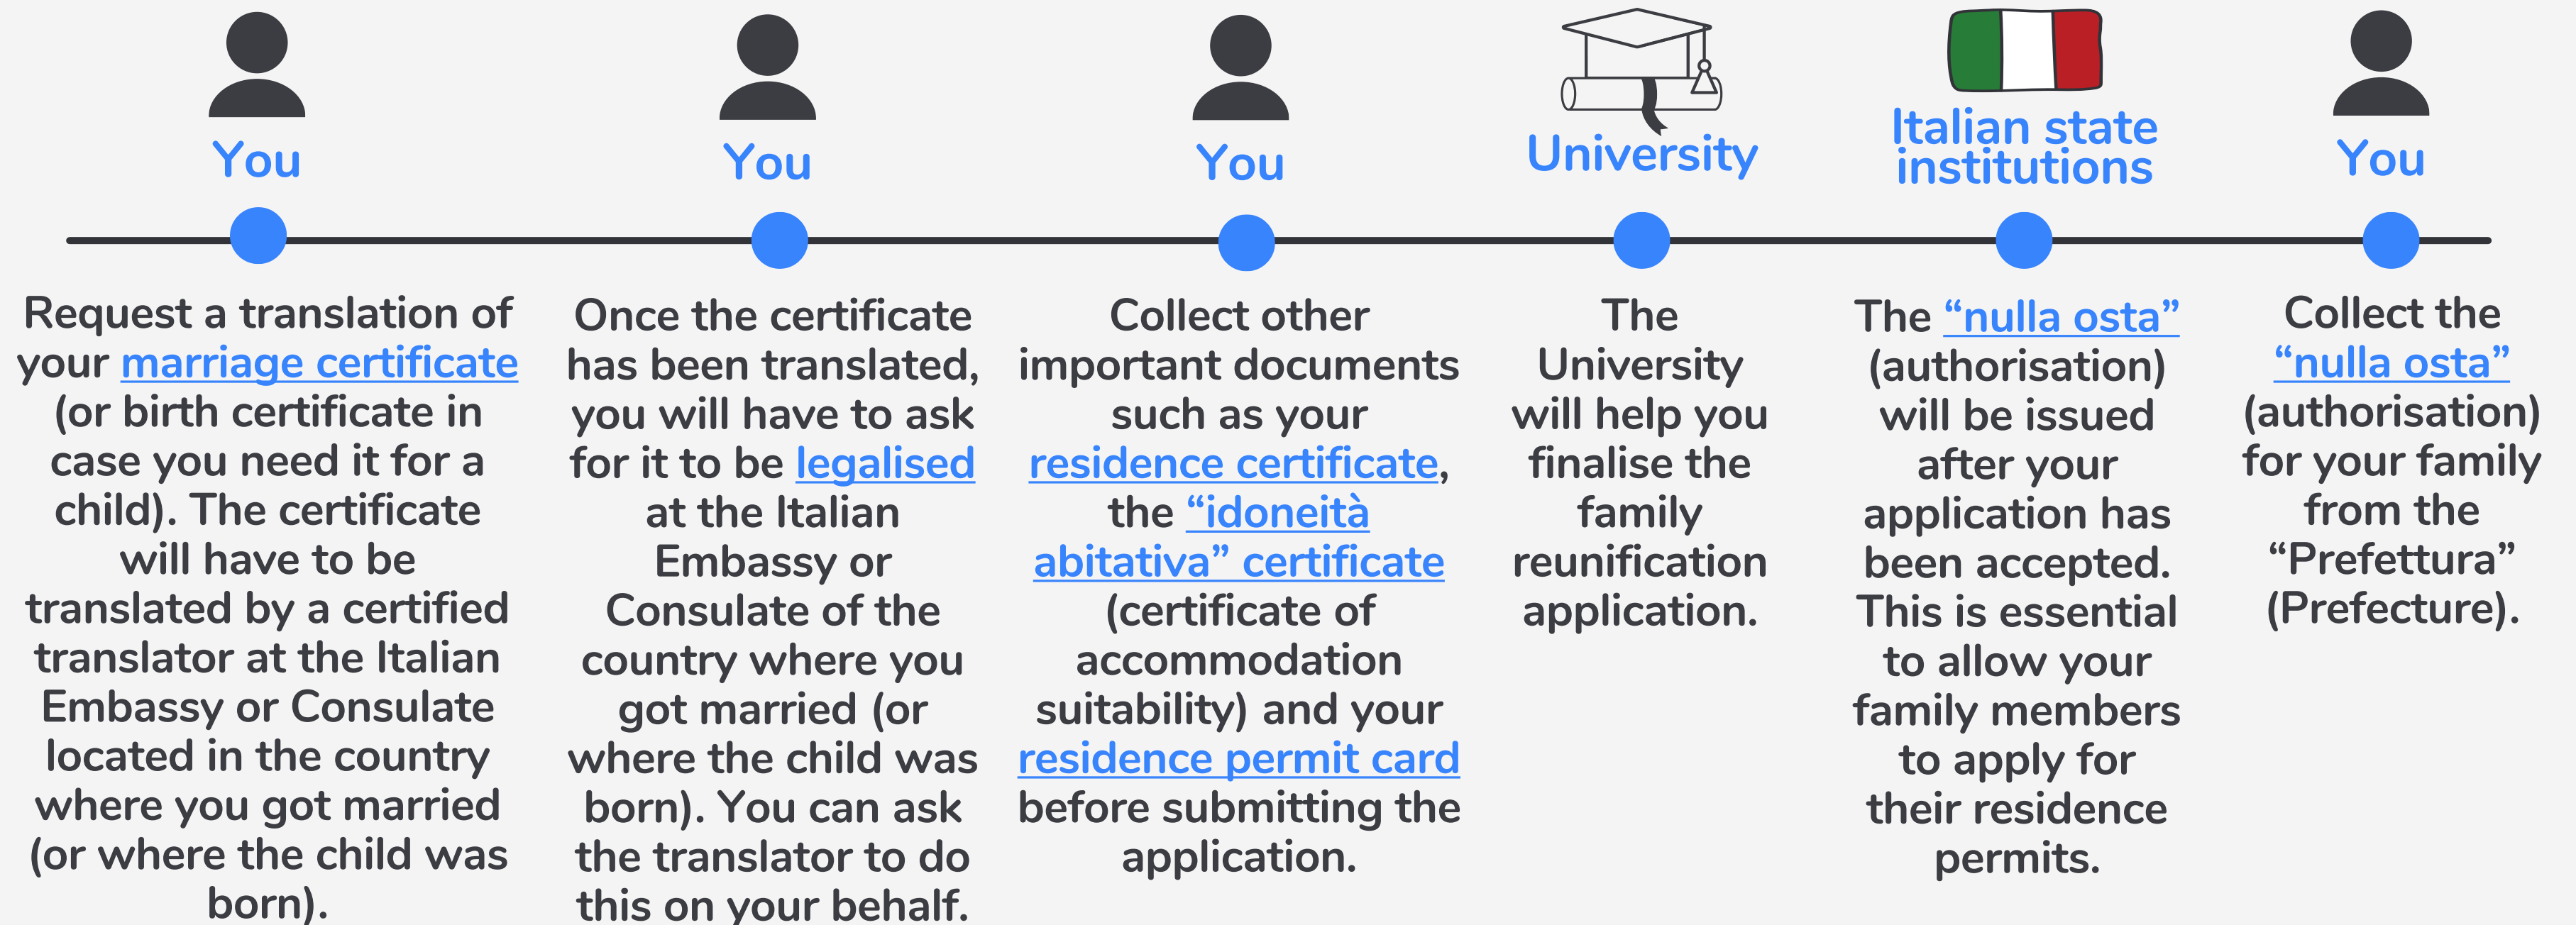 You
Request a translation of
your marriage certificate
(or birth certificate in
case you need it for a
child). The certificate
will have to be
translated by a certified
translator at the Italian
Embassy or Consulate
located in the country
where you got married
(or where the child was
born).
You
Once the certificate
has been translated,
you will have to ask
for it to be legalised
at the Italian
Embassy or
Consulate of the
country where you
got married (or
where the child was
born). You can ask
the translator to do
this on your behalf.
You
Collect other
important documents
such as your
residence certificate,
the “idoneità
abitativa” certificate
(certificate of
accommodation
suitability) and your
residence permit card
before submitting the
application.
University
The
University
will help you
finalise the
family
reunification
application.
Italian state
institutions
The “nulla osta”
(authorisation)
will be issued
after your
application has
been accepted.
This is essential
to allow your
family members
to apply for
their residence
permits.
You
Collect the
“nulla osta”
(authorisation)
for your family
from the
“Prefettura”
(Prefecture).